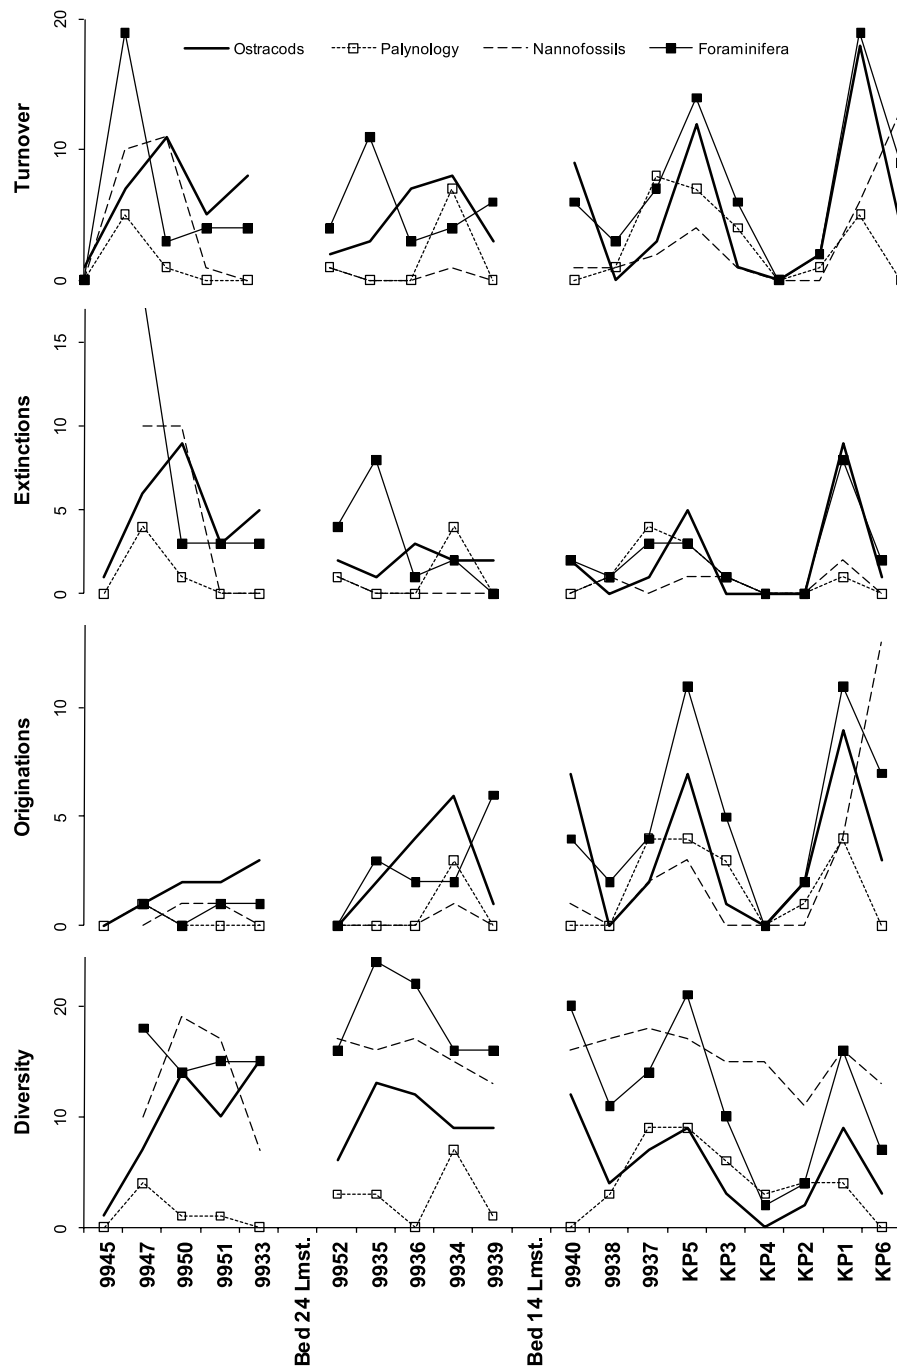 Ostracods
Palynology
Nannofossils
Foraminifera
Turnover
20
10
0
Extinctions
15
10
5
0
Originations
10
5
0
Diversity
20
10
0
9945
9947
9950
9951
9933
Bed 24 Lmst.
9952
9935
9936
9934
9939
Bed 14 Lmst.
9940
9938
9937
KP5
KP3
KP4
KP2
KP1
KP6